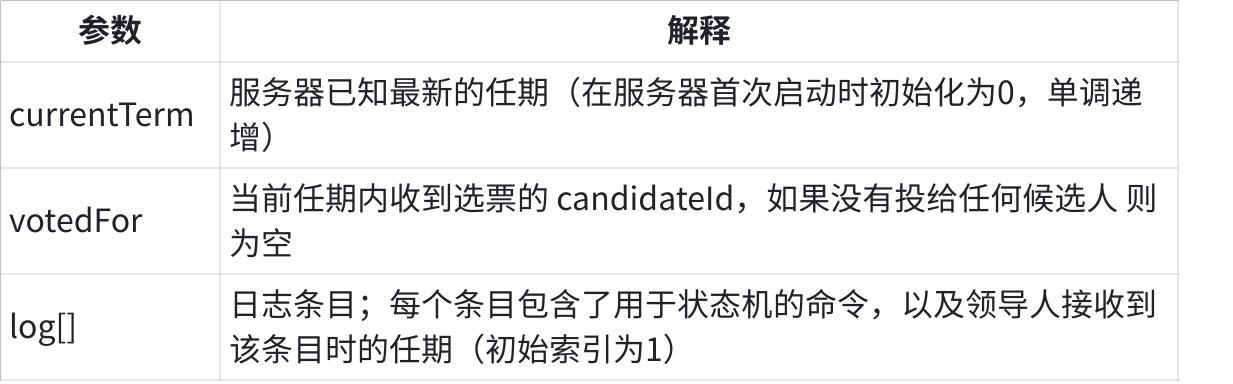 参数
解释
currentTerm
服务器已知最新的任期（在服务器首次启动时初始化为0，单调递
增）
votedFor
当前任期内收到选票的 candidateId，如果没有投给任何候选人 则
为空
log[]
日志条目；每个条目包含了用于状态机的命令，以及领导人接收到
该条目时的任期（初始索引为1）